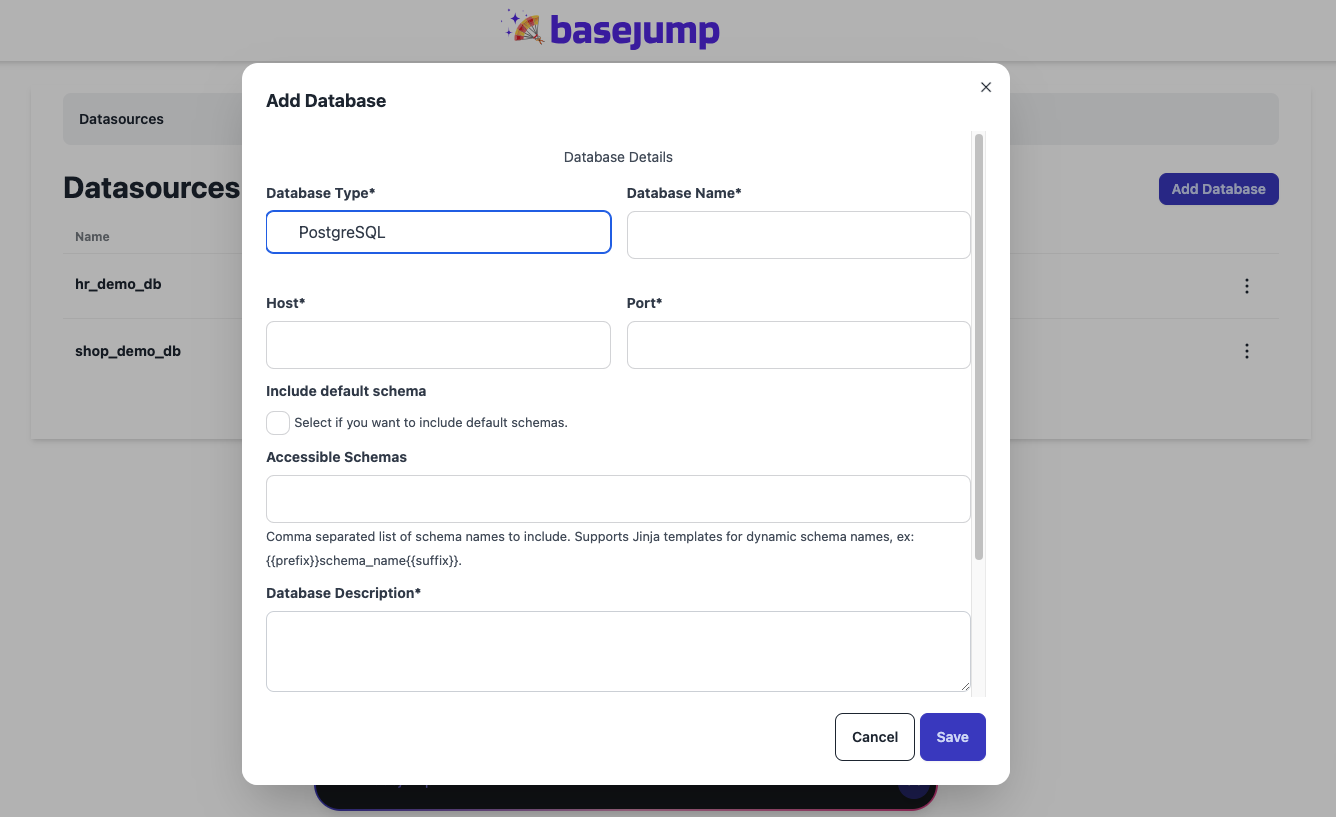 basejump
Add Database
Datasources
Database Details
Datasources
Add Database
Database Type*
Database Name*
PostgreSQL
Name
hr_demo_db
Host*
Port*
shop_demo_db
Include default schema
Select if you want to include default schemas.
Accessible Schemas
Comma separated list of schema names to include. Supports Jinja templates for dynamic schema names, ex:
{{prefix}}schema_name{{suffix}}.
Database Description*
Cancel
Save